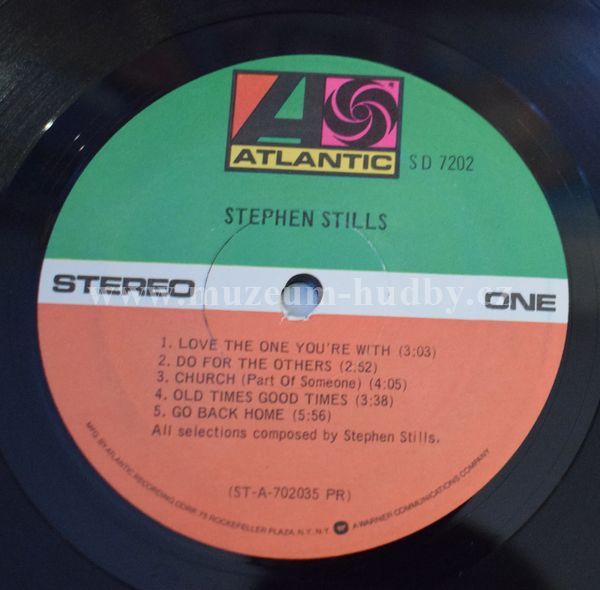 ATLANTIC
SD 7202
STEPHEN STILLS
STEREO
ONE
www.muzeum-hudby.cz
1. LOVE THE ONE YOU'RE WITH (3:03)
2. DO FOR THE OTHERS (2:52)
3. CHURCH (Part Of Someone) (4:05)
4. OLD TIMES GOOD TIMES (3:38)
5. GO BACK HOME (5:56)
All selections composed by Stephen Stills.
(ST-A-702035 PR)
MFG. BY ATLANTIC RECORDING CORP. 75 ROCKEFELLER PLAZA, N.Y., N.Y. A WARNER COMMUNICATIONS COMPANY